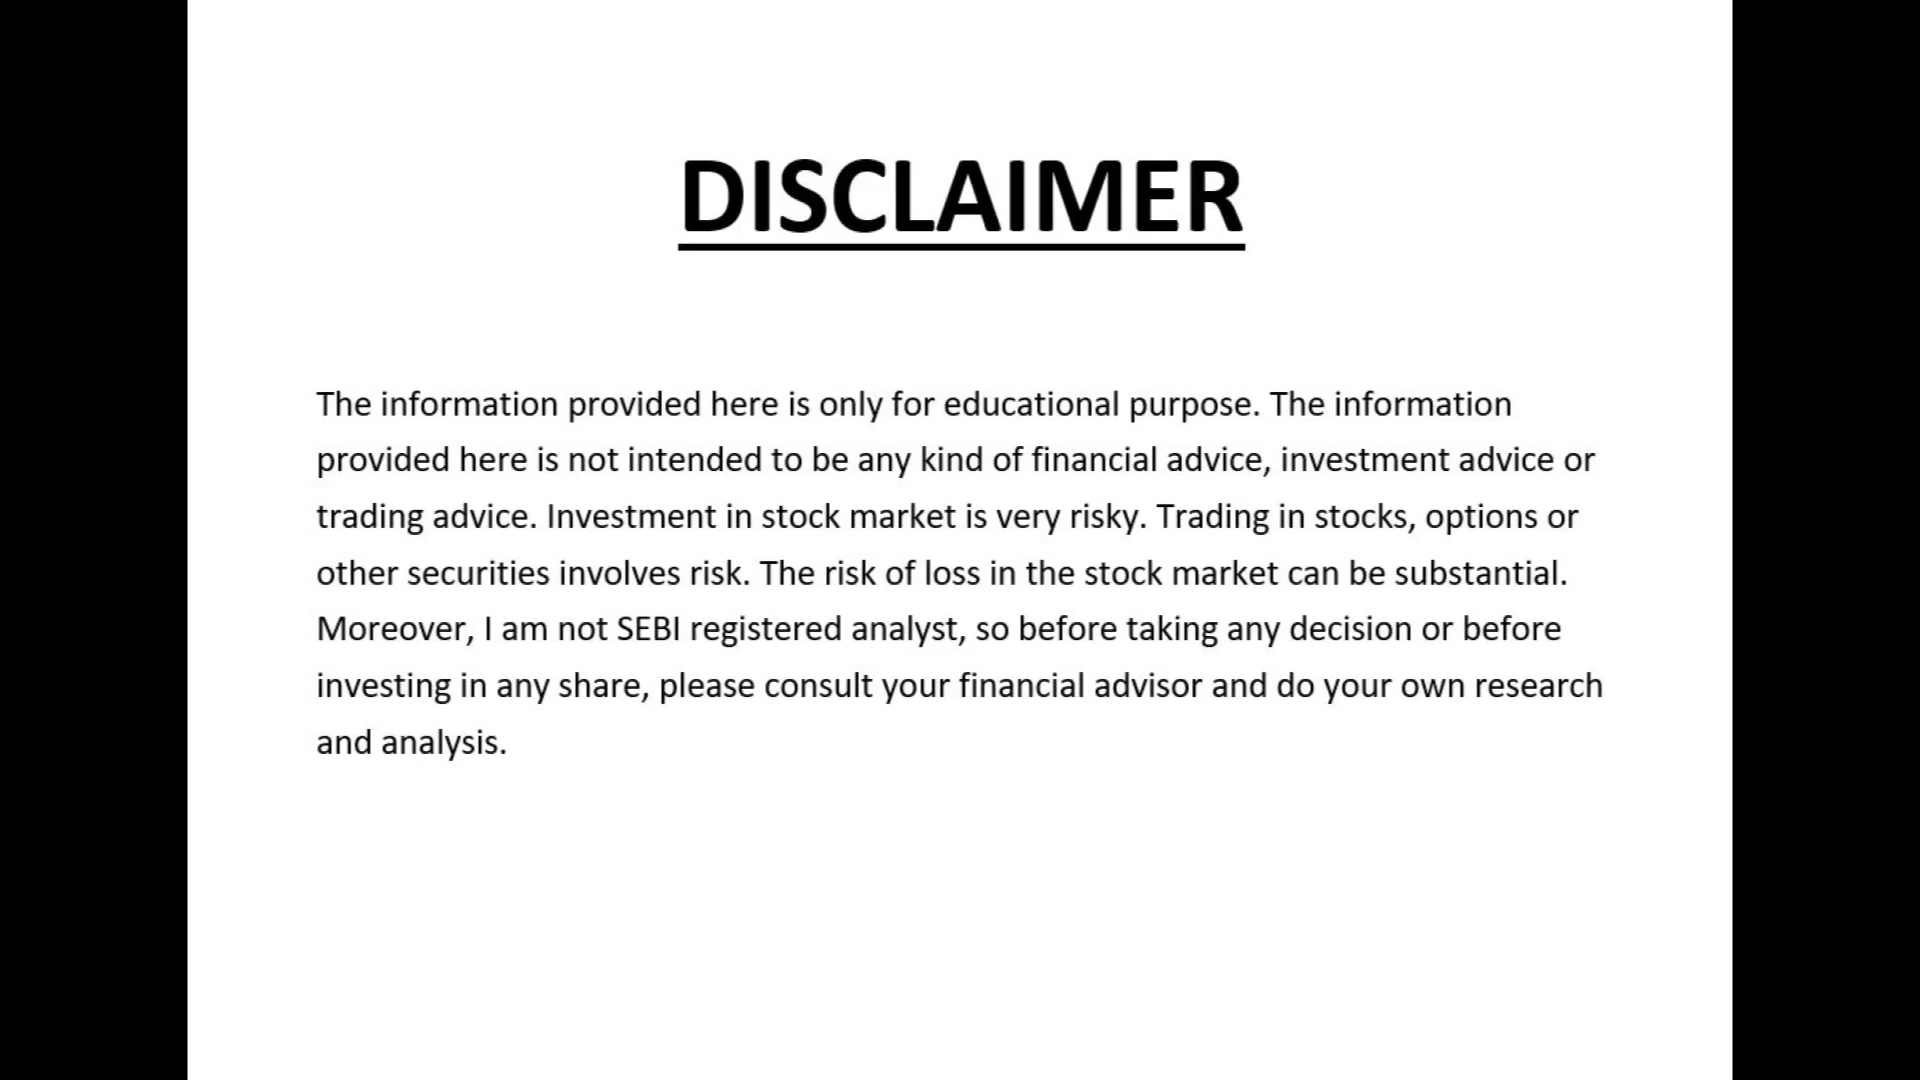 DISCLAIMER
The information provided here is only for educational purpose. The information
provided here is not intended to be any kind of financial advice, investment advice or
trading advice. Investment in stock market is very risky. Trading in stocks, options or
other securities involves risk. The risk of loss in the stock market can be substantial.
Moreover, I am not SEBI registered analyst, so before taking any decision or before
investing in any share, please consult your financial advisor and do your own research
and analysis.